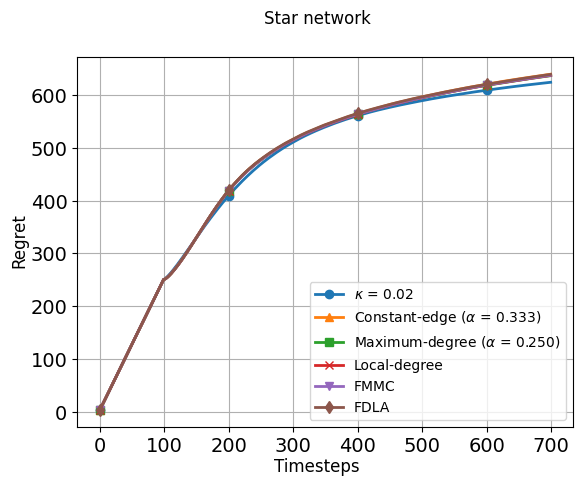 Star network
Regret
600
500
400
300
200
100
0
κ = 0.02
Constant-edge (α = 0.333)
Maximum-degree (α = 0.250)
Local-degree
FMMC
FDLA
0 100 200 300 400 500 600 700
Timesteps